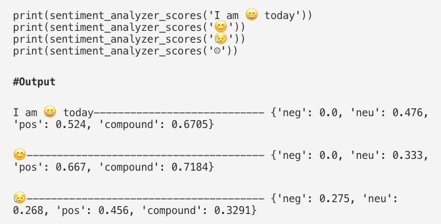 print(sentiment_analyzer_scores('I am 😄 today'))
print(sentiment_analyzer_scores('😊'))
print(sentiment_analyzer_scores('😥'))
print(sentiment_analyzer_scores('☹️'))
#Output
I am 😄 today---------------------------- {'neg': 0.0, 'neu': 0.476,
'pos': 0.524, 'compound': 0.6705}
😊--------------------------------------- {'neg': 0.0, 'neu': 0.333,
'pos': 0.667, 'compound': 0.7184}
😥--------------------------------------- {'neg': 0.275, 'neu':
0.268, 'pos': 0.456, 'compound': 0.3291}